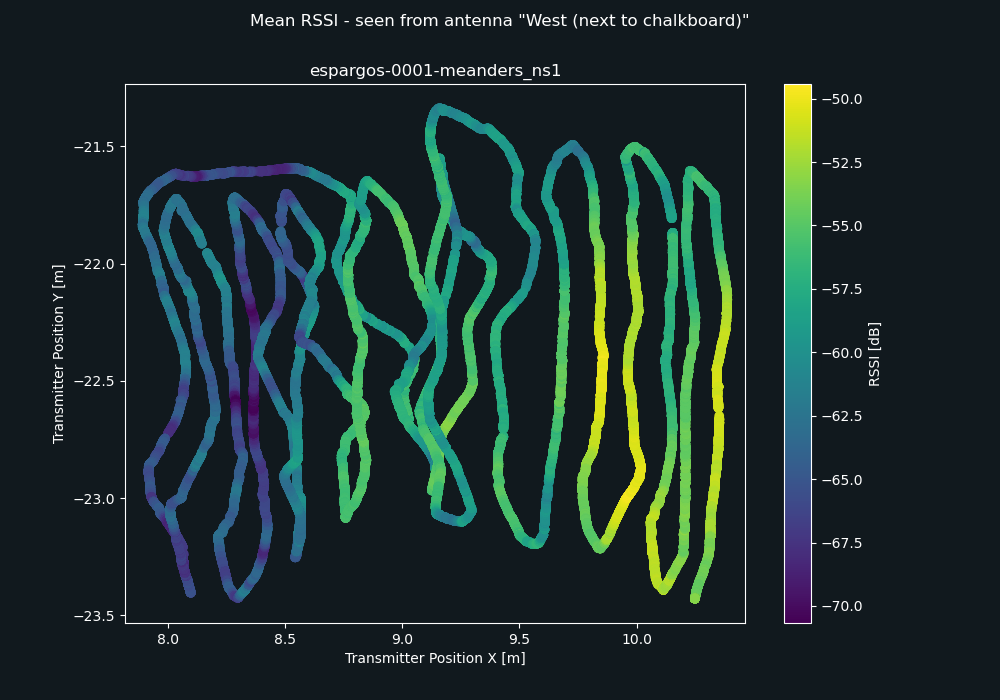 Mean RSSI - seen from antenna "West (next to chalkboard)"
espargos-0001-meanders_ns1
Transmitter Position Y [m]
−21.5
−22.0
−22.5
−23.0
−23.5
8.0 8.5 9.0 9.5 10.0
Transmitter Position X [m]
−50.0
−52.5
−55.0
−57.5
−60.0
−62.5
−65.0
−67.5
−70.0
RSSI [dB]